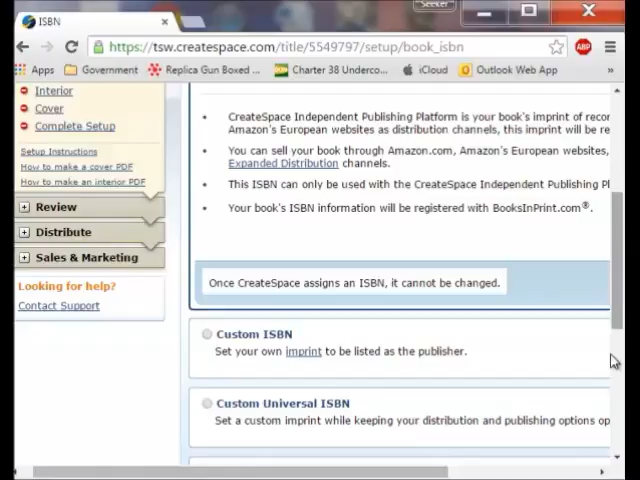 Seeker
ISBN
https://tsw.createspace.com/title/5549797/setup/book_isbn
ABP
Apps Government Replica Gun Boxed ... Charter 38 Underco... iCloud Outlook Web App
Interior
Cover
Complete Setup
Setup Instructions
How to make a cover PDF
How to make an interior PDF
Review
Distribute
Sales & Marketing
Looking for help?
Contact Support
CreateSpace Independent Publishing Platform is your book's imprint of recor
Amazon's European websites as distribution channels, this imprint will be re
You can sell your book through Amazon.com, Amazon's European websites,
Expanded Distribution channels.
This ISBN can only be used with the CreateSpace Independent Publishing Pl
Your book's ISBN information will be registered with BooksInPrint.com®.
Once CreateSpace assigns an ISBN, it cannot be changed.
Custom ISBN
Set your own imprint to be listed as the publisher.
Custom Universal ISBN
Set a custom imprint while keeping your distribution and publishing options op